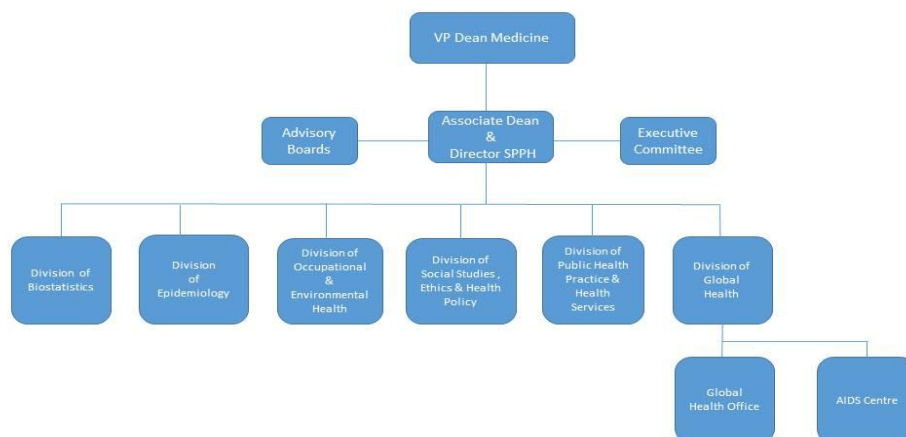 VP Dean Medicine
Advisory
Boards
Associate Dean
&
Director SPPH
Executive
Committee
Division of
Biostatistics
Division
of
Epidemiology
Division of
Occupational
&
Environmental
Health
Division of
Social Studies ,
Ethics & Health
Policy
Division of
Public Health
Practice &
Health
Services
Division of
Global
Health
Global
Health Office
AIDS Centre